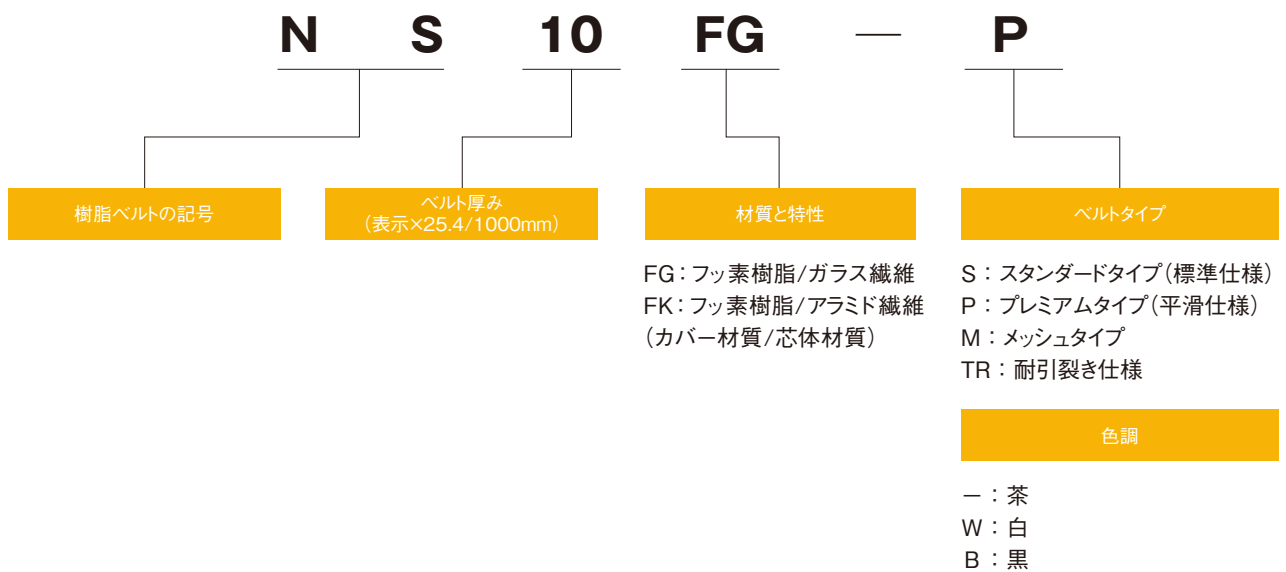 N S 10 FG — P
樹脂ベルトの記号
ベルト厚み
(表示×25.4/1000mm)
材質と特性
FG：フッ素樹脂/ガラス繊維
FK：フッ素樹脂/アラミド繊維
(カバー材質/芯体材質)
ベルトタイプ
S：スタンダードタイプ(標準仕様)
P：プレミアムタイプ(平滑仕様)
M：メッシュタイプ
TR：耐引裂き仕様
色調
－：茶
W：白
B：黒